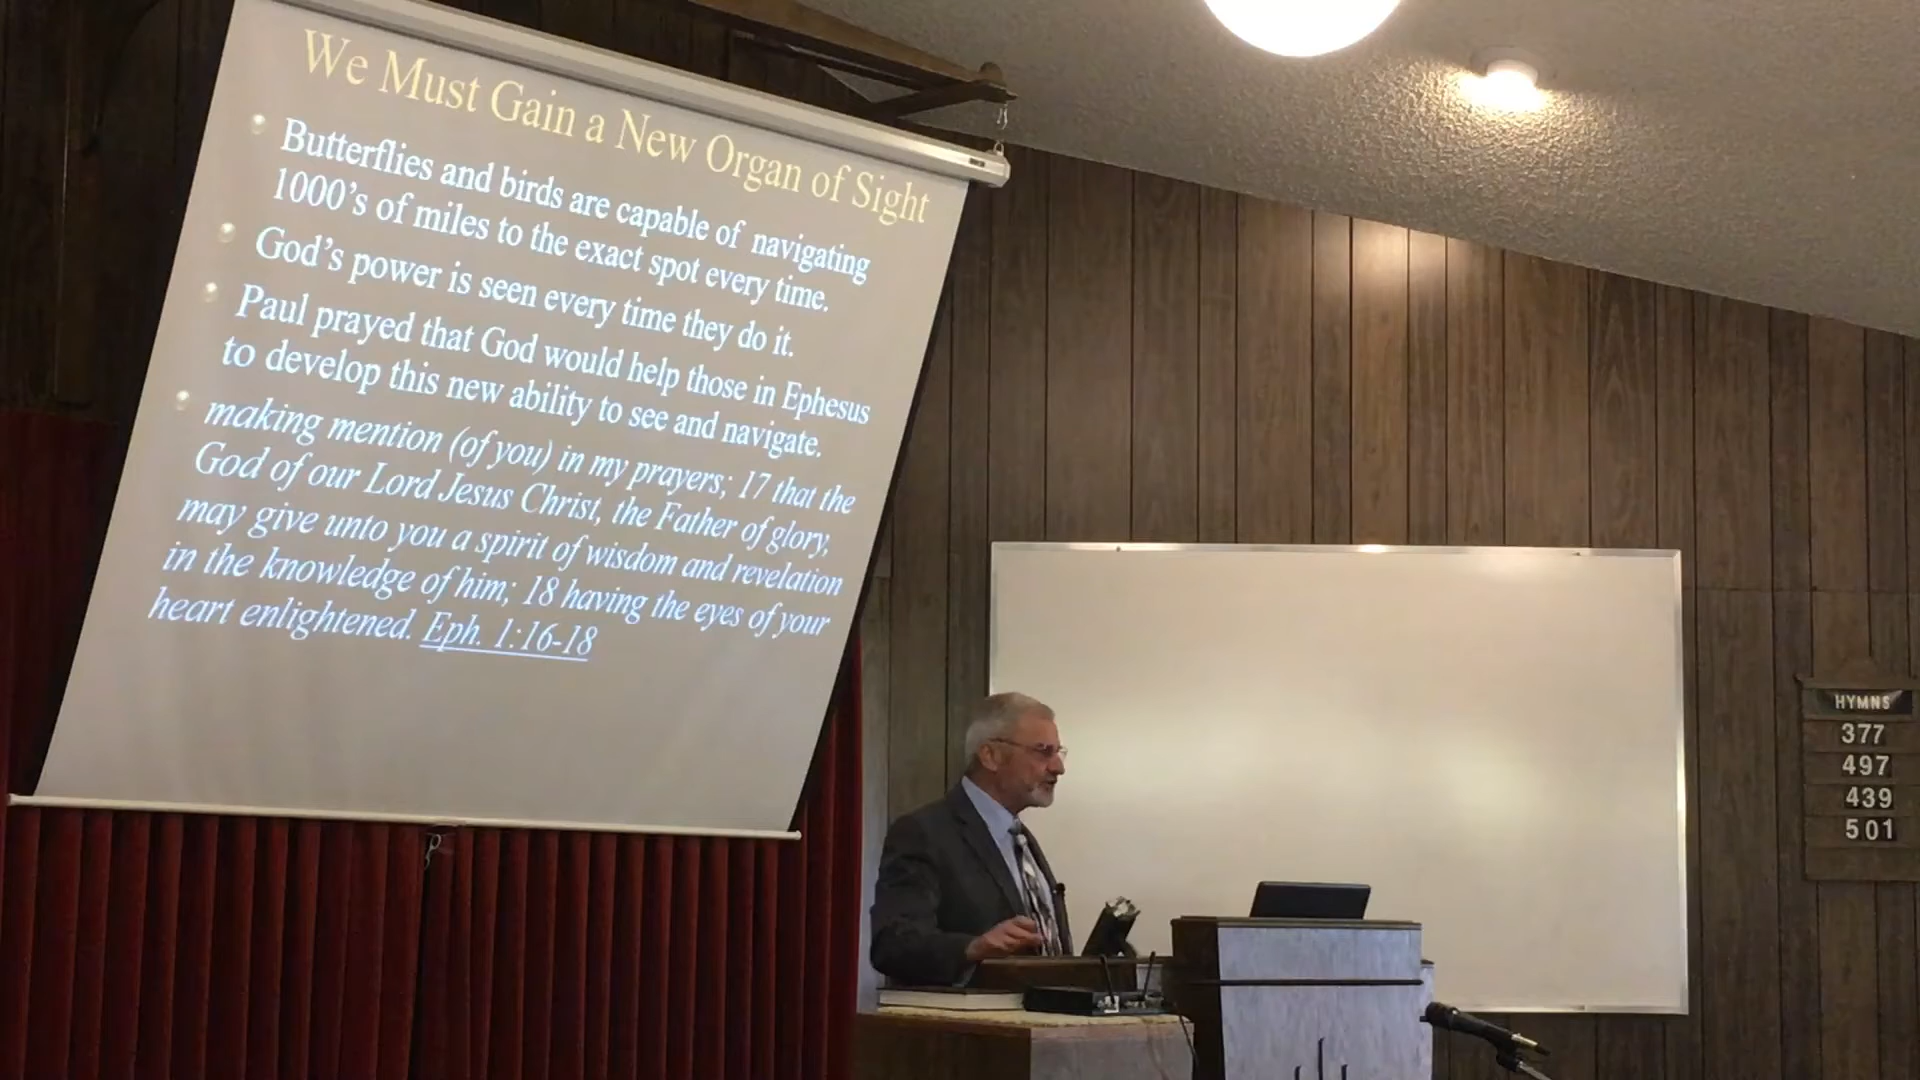 We Must Gain a New Organ of Sight
Butterflies and birds are capable of navigating
1000's of miles to the exact spot every time.
God's power is seen every time they do it.
Paul prayed that God would help those in Ephesus
to develop this new ability to see and navigate.
making mention (of you) in my prayers; 17 that the
God of our Lord Jesus Christ, the Father of glory,
may give unto you a spirit of wisdom and revelation
in the knowledge of him; 18 having the eyes of your
heart enlightened. Eph. 1:16-18
HYMNS
377
497
439
501